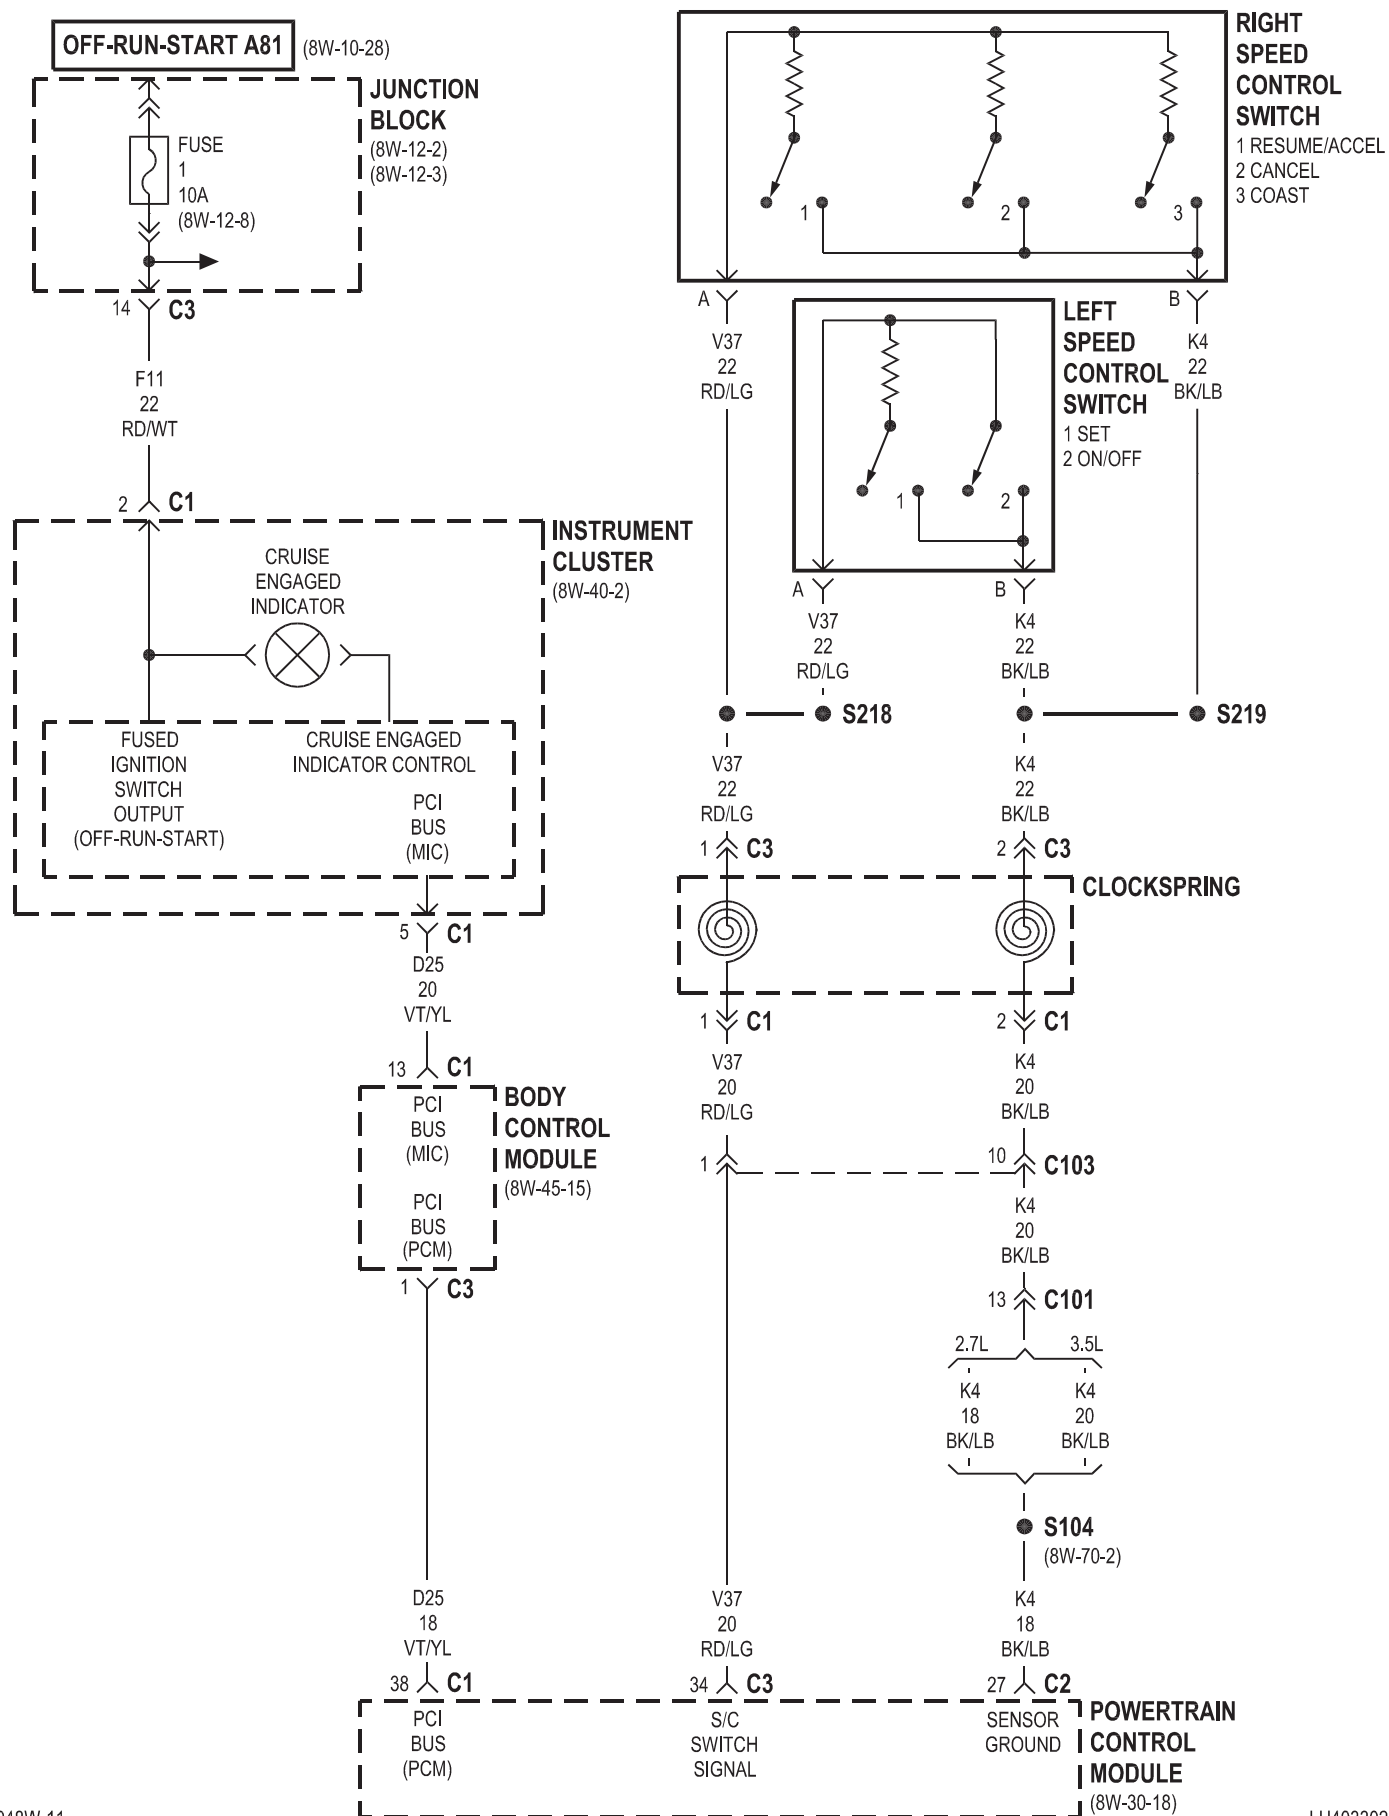 OFF-RUN-START A81 (8W-10-28)
JUNCTION
BLOCK
(8W-12-2)
(8W-12-3)
FUSE
1
10A
(8W-12-8)
14 C3
F11
22
RD/WT
2 C1
INSTRUMENT
CLUSTER
(8W-40-2)
CRUISE
ENGAGED
INDICATOR
FUSED
IGNITION
SWITCH
OUTPUT
(OFF-RUN-START)
CRUISE ENGAGED
INDICATOR CONTROL
PCI
BUS
(MIC)
5 C1
D25
20
VT/YL
13 C1
PCI
BUS
(MIC)
PCI
BUS
(PCM)
BODY
CONTROL
MODULE
(8W-45-15)
1 C3
D25
18
VT/YL
38 C1
PCI
BUS
(PCM)
RIGHT
SPEED
CONTROL
SWITCH
1 RESUME/ACCEL
2 CANCEL
3 COAST
1
2
3
A
B
V37
22
RD/LG
K4
22
BK/LB
LEFT
SPEED
CONTROL
SWITCH
1 SET
2 ON/OFF
1
2
A
B
V37
22
RD/LG
K4
22
BK/LB
S218
S219
V37
22
RD/LG
K4
22
BK/LB
1 C3
2 C3
CLOCKSPRING
1 C1
2 C1
V37
20
RD/LG
K4
20
BK/LB
1
10 C103
K4
20
BK/LB
13 C101
2.7L
3.5L
K4
18
BK/LB
K4
20
BK/LB
S104
(8W-70-2)
V37
20
RD/LG
K4
18
BK/LB
34 C3
27 C2
S/C
SWITCH
SIGNAL
SENSOR
GROUND
POWERTRAIN
CONTROL
MODULE
(8W-30-18)